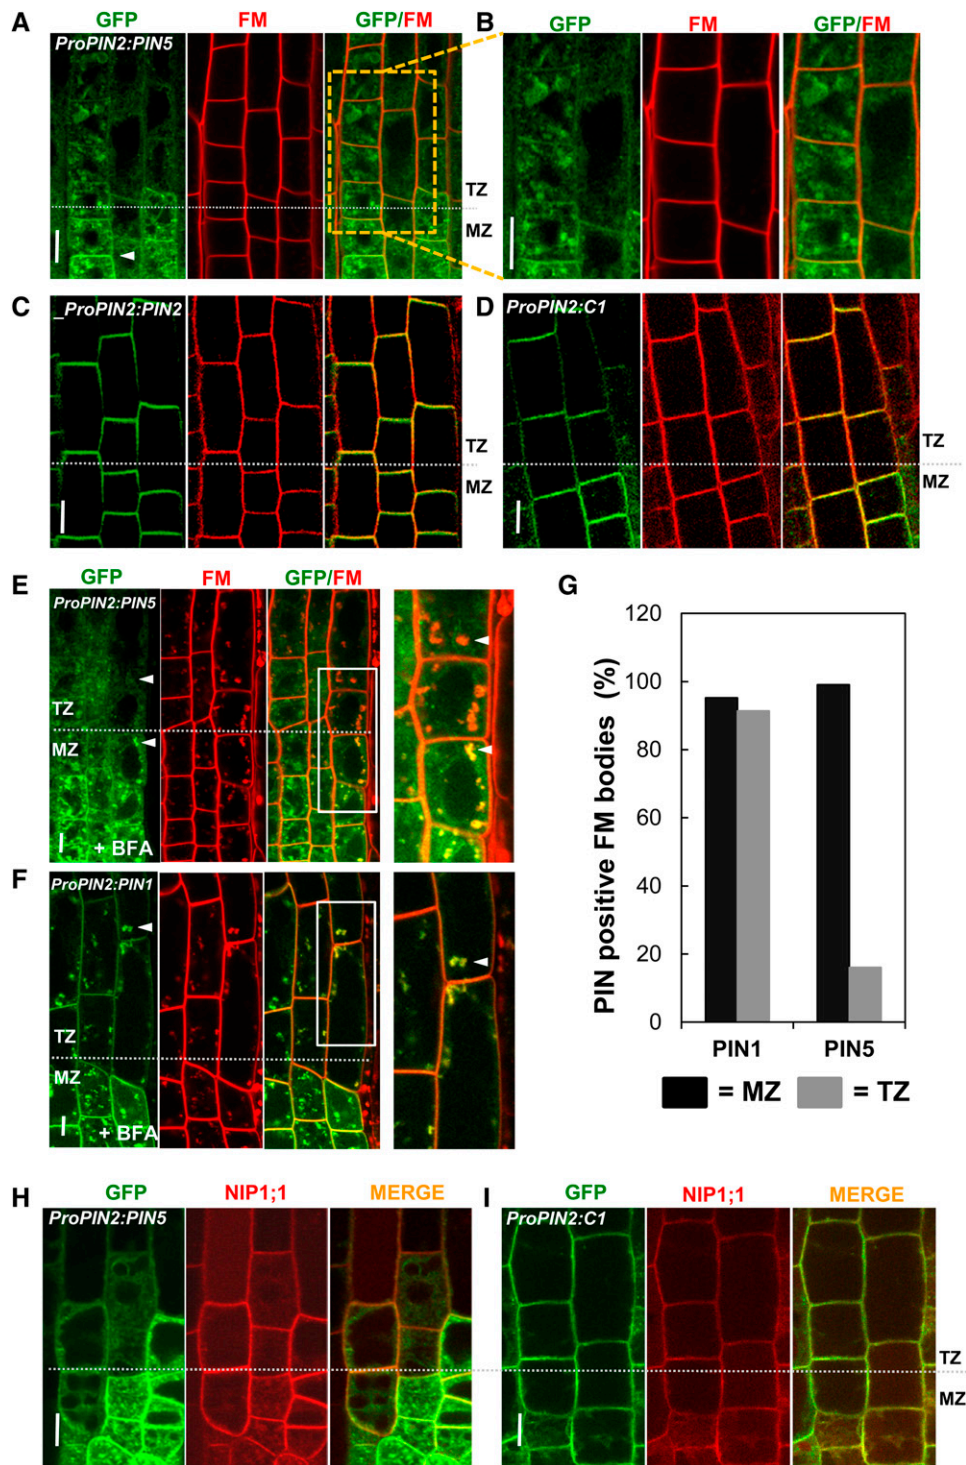 A GFP FM GFP/FM
ProPIN2:PIN5
TZ
MZ
B GFP FM GFP/FM
C
_ProPIN2:PIN2
TZ
MZ
D
ProPIN2:C1
TZ
MZ
E GFP FM GFP/FM
ProPIN2:PIN5
TZ
MZ
+ BFA
F
ProPIN2:PIN1
TZ
MZ
+ BFA
G
PIN positive FM bodies (%)
120
100
80
60
40
20
0
PIN1 PIN5
= MZ = TZ
H GFP NIP1;1 MERGE
ProPIN2:PIN5
I GFP NIP1;1 MERGE
ProPIN2:C1
TZ
MZ